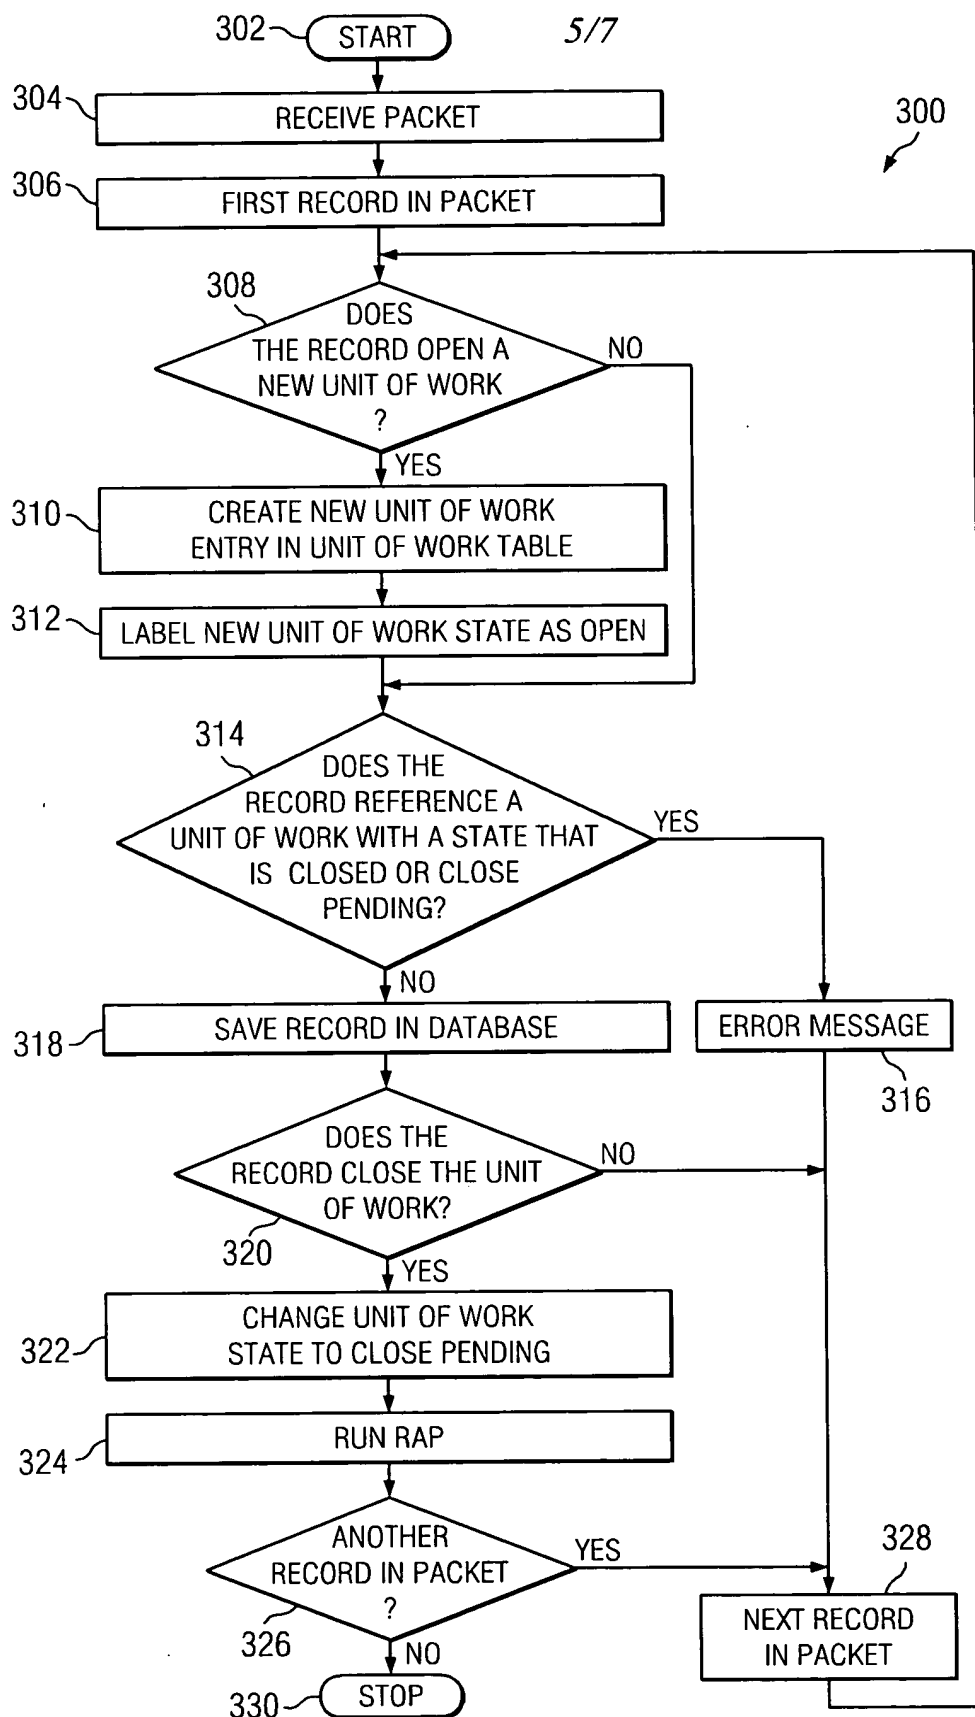 302
START
5/7
304
RECEIVE PACKET
300
306
FIRST RECORD IN PACKET
308
DOES
THE RECORD OPEN A
NEW UNIT OF WORK
?
NO
YES
310
CREATE NEW UNIT OF WORK
ENTRY IN UNIT OF WORK TABLE
312
LABEL NEW UNIT OF WORK STATE AS OPEN
314
DOES THE
RECORD REFERENCE A
UNIT OF WORK WITH A STATE THAT
IS CLOSED OR CLOSE
PENDING?
YES
NO
318
SAVE RECORD IN DATABASE
ERROR MESSAGE
316
DOES THE
RECORD CLOSE THE UNIT
OF WORK?
NO
320
YES
322
CHANGE UNIT OF WORK
STATE TO CLOSE PENDING
324
RUN RAP
ANOTHER
RECORD IN PACKET
?
YES
326
NO
328
NEXT RECORD
IN PACKET
330
STOP